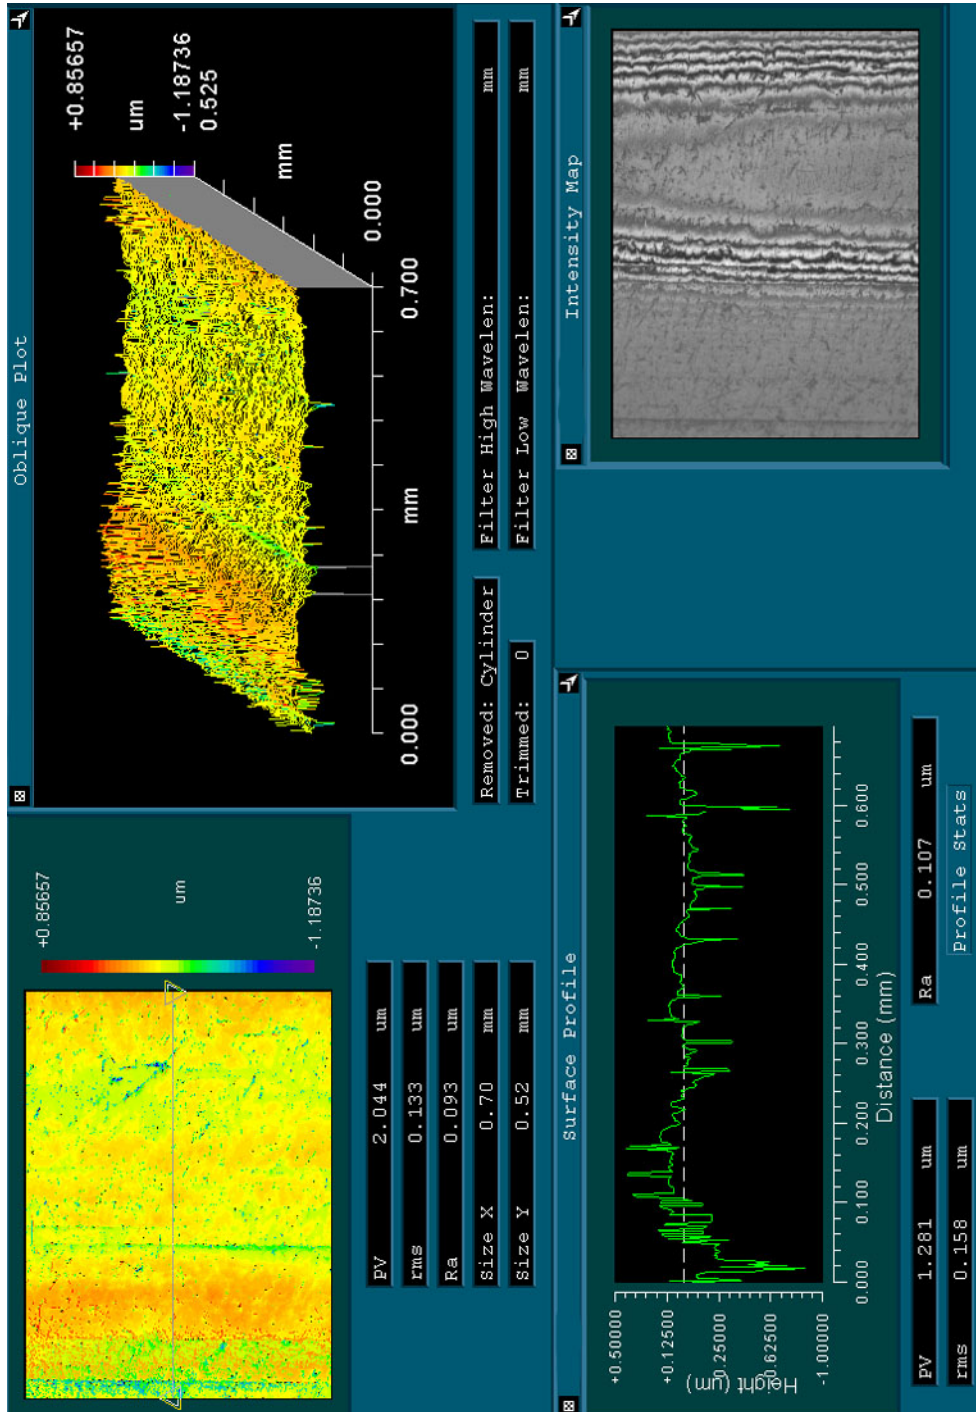 +0.85657
um
-1.18736
PV 2.044 um
rms 0.133 um
Ra 0.093 um
Size X 0.70 mm
Size Y 0.52 mm
Oblique Plot
+0.85657
um
-1.18736
0.525
mm
0.000
0.700
mm
0.000
Removed: Cylinder
Filter High Wavelen: mm
Trimmed: 0
Filter Low Wavelen: mm
Surface Profile
+0.50000
+0.12500
-0.25000
-0.62500
-1.00000
Height (µm)
0.000 0.100 0.200 0.300 0.400 0.500 0.600
Distance (mm)
PV 1.281 um
Ra 0.107 um
rms 0.158 um
Profile Stats
Intensity Map